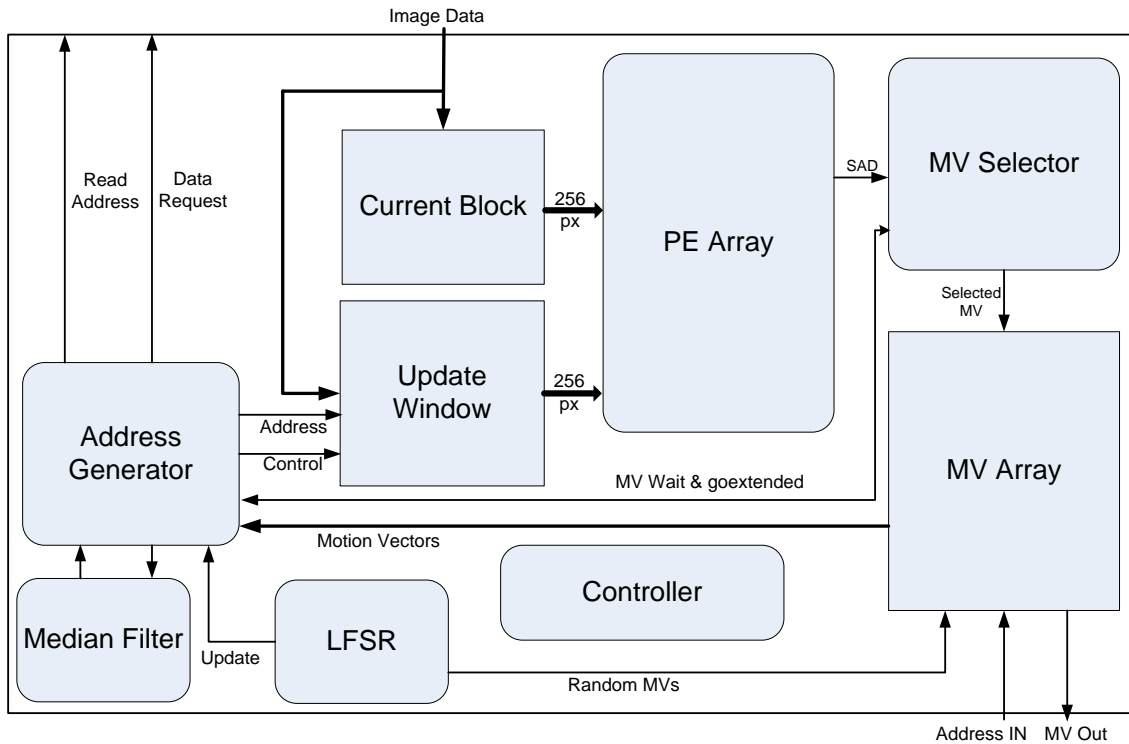 Image Data
Read
Address
Data
Request
Current Block
256
px
PE Array
SAD
MV Selector
Selected
MV
Update
Window
256
px
Address
Generator
Address
Control
MV Array
MV Wait & goextended
Motion Vectors
Controller
Median Filter
Update
LFSR
Random MVs
Address IN
MV Out